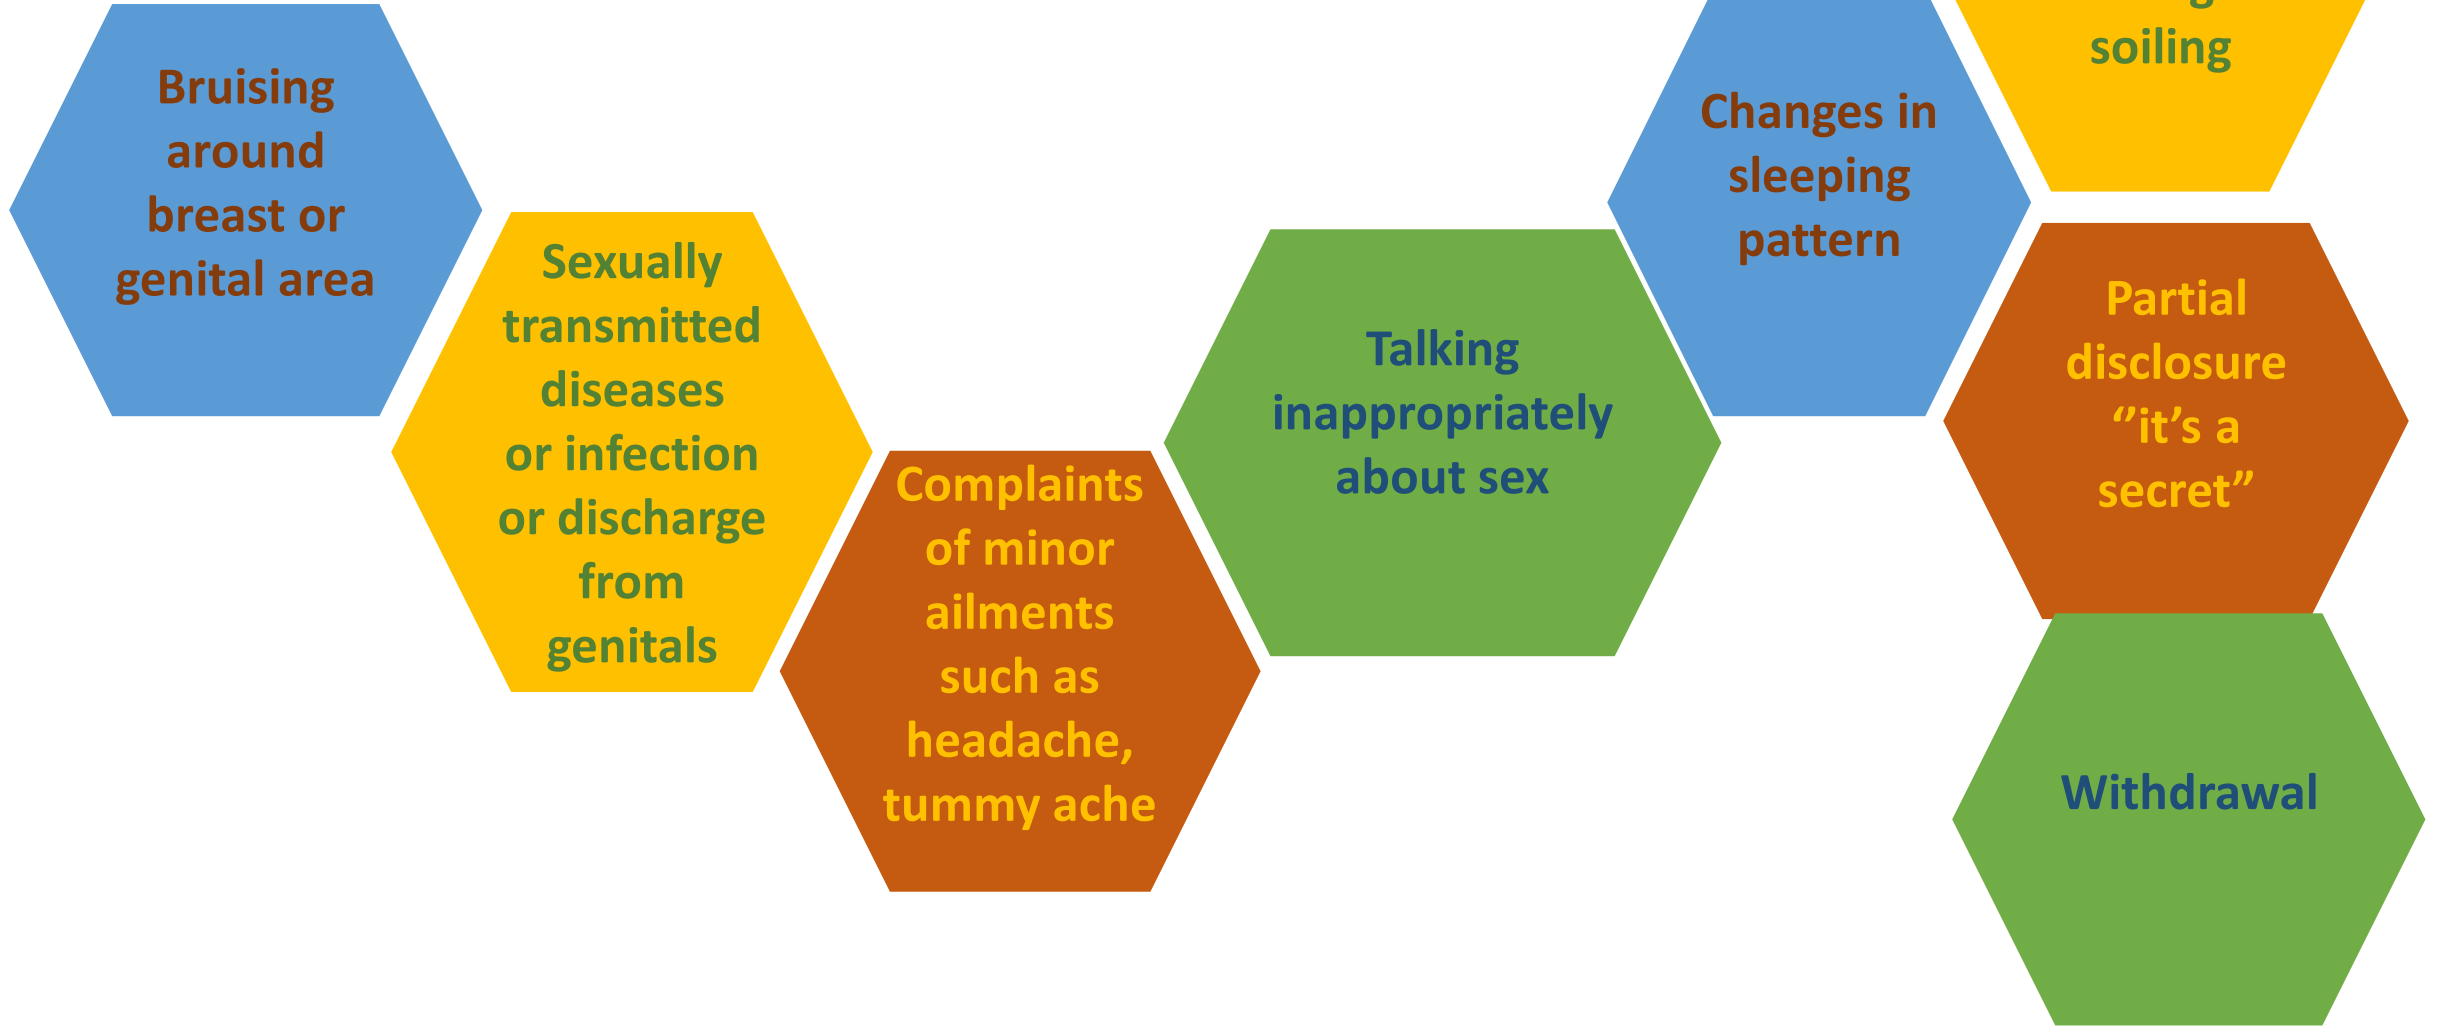 Bruising
around
breast or
genital area
Sexually
transmitted
diseases
or infection
or discharge
from
genitals
Complaints
of minor
ailments
such as
headache,
tummy ache
Talking
inappropriately
about sex
Changes in
sleeping
pattern
soiling
Partial
disclosure
“it’s a
secret”
Withdrawal